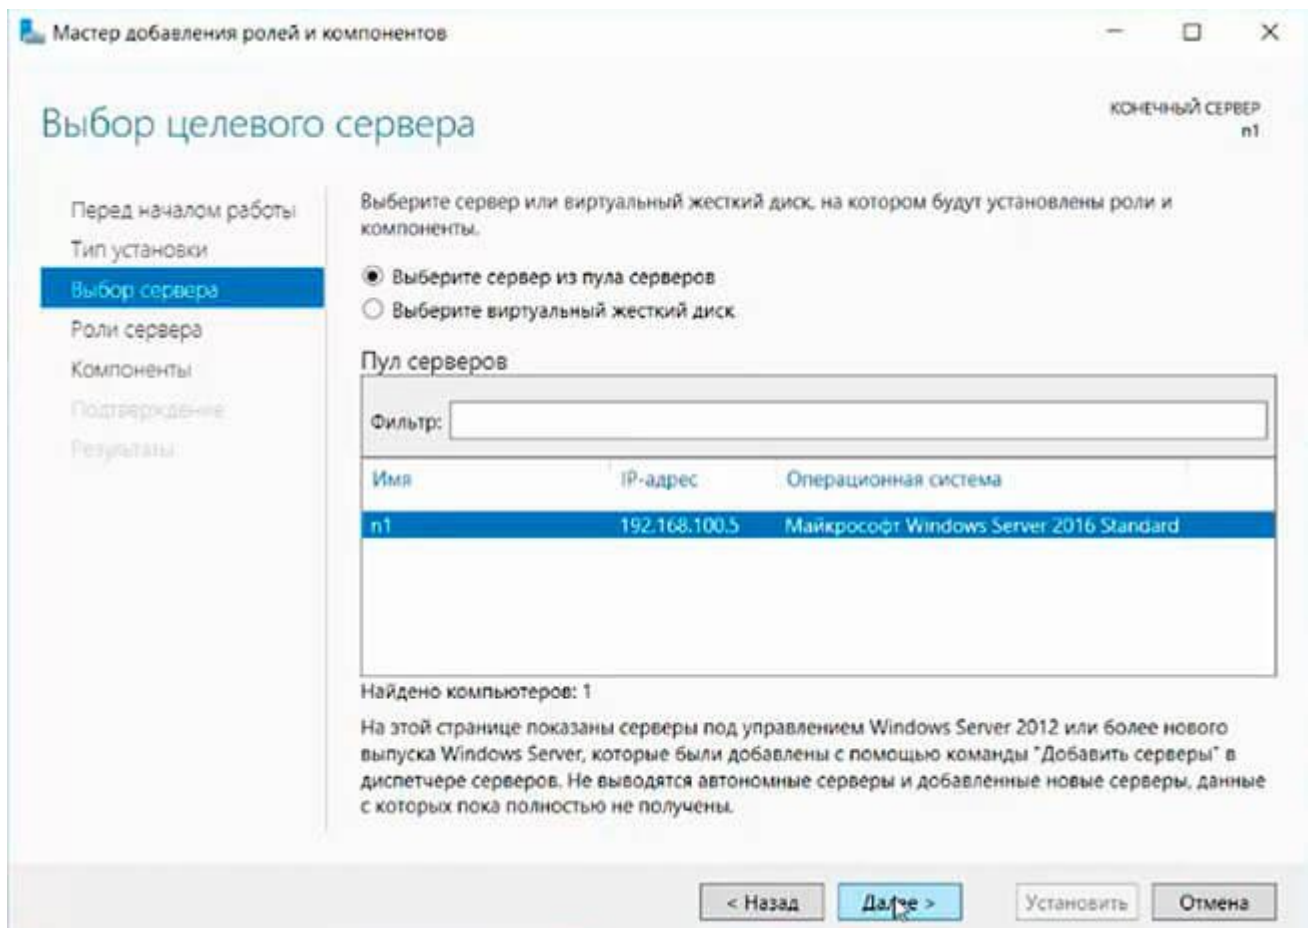 Мастер добавления ролей и компонентов
Выбор целевого сервера
КОНЕЧНЫЙ СЕРВЕР
n1
Перед началом работы
Тип установки
Выбор сервера
Роли сервера
Компоненты
Подтверждение
Результаты
Выберите сервер или виртуальный жесткий диск, на котором будут установлены роли и
компоненты.
Выберите сервер из пула серверов
Выберите виртуальный жесткий диск
Пул серверов
Фильтр:
Имя IP-адрес Операционная система
n1 192.168.100.5 Майкрософт Windows Server 2016 Standard
Найдено компьютеров: 1
На этой странице показаны серверы под управлением Windows Server 2012 или более нового
выпуска Windows Server, которые были добавлены с помощью команды "Добавить серверы" в
диспетчере серверов. Не выводятся автономные серверы и добавленные новые серверы, данные
с которых пока полностью не получены.
< Назад Далее > Установить Отмена